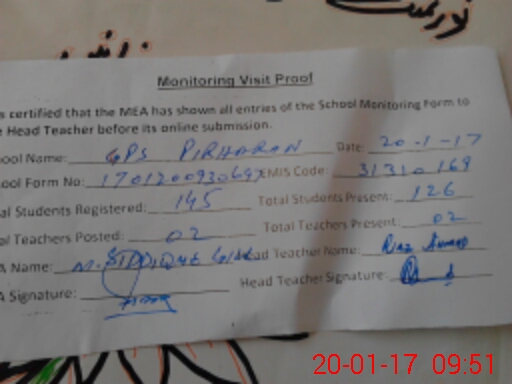 Monitoring Visit Proof
s certified that the MEA has shown all entries of the School Monitoring Form to
e Head Teacher before its online submission.
ool Name: GPS PIRHARAN Date: 20-1-17
ool Form No: EMIS Code: 31310169
al Students Registered: 145 Total Students Present: 126
al Teachers Posted: 02 Total Teachers Present: 02
A Name: M. SIDDIQUE ad Teacher Name: Riaz Ahmad
A Signature: Head Teacher Signature:
20-01-17 09:51